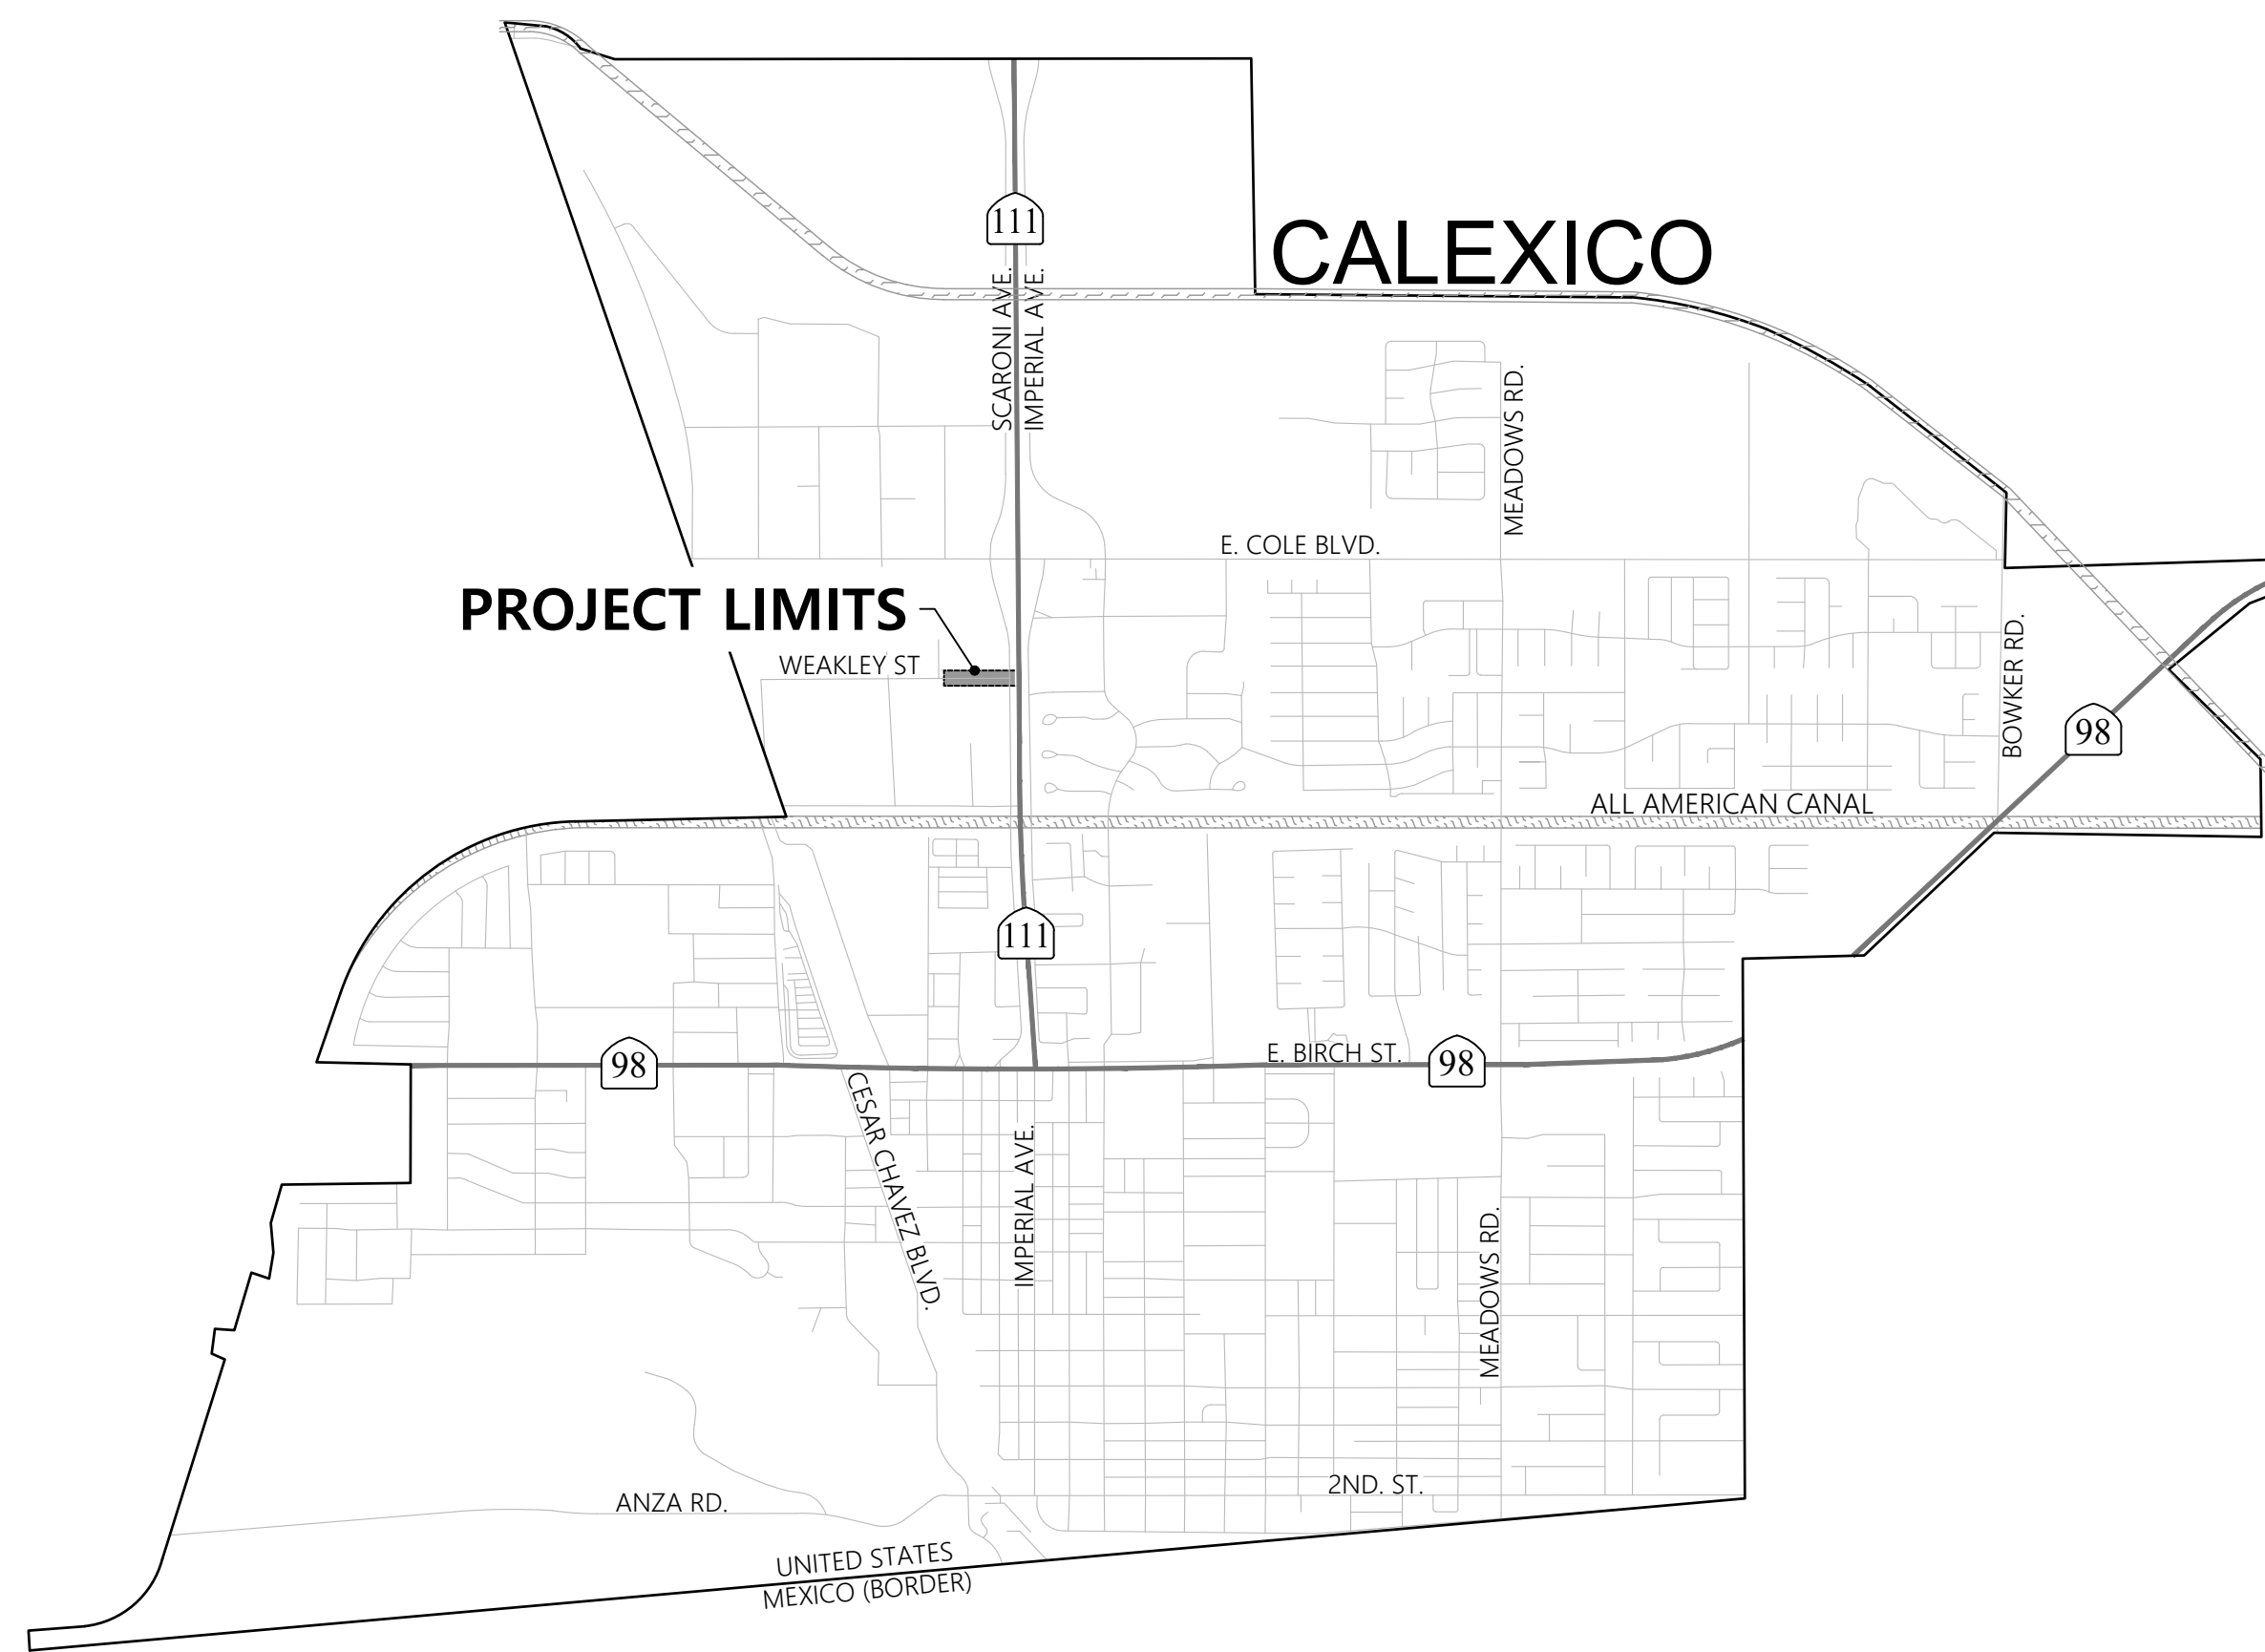 111
CALEXICO
SCARONI AVE.
IMPERIAL AVE.
MEADOWS RD.
E. COLE BLVD.
PROJECT LIMITS
WEAKLEY ST
BOWKER RD.
98
ALL AMERICAN CANAL
111
98
E. BIRCH ST.
98
CESAR CHAVEZ BLVD.
IMPERIAL AVE.
MEADOWS RD.
2ND. ST.
ANZA RD.
UNITED STATES
MEXICO (BORDER)